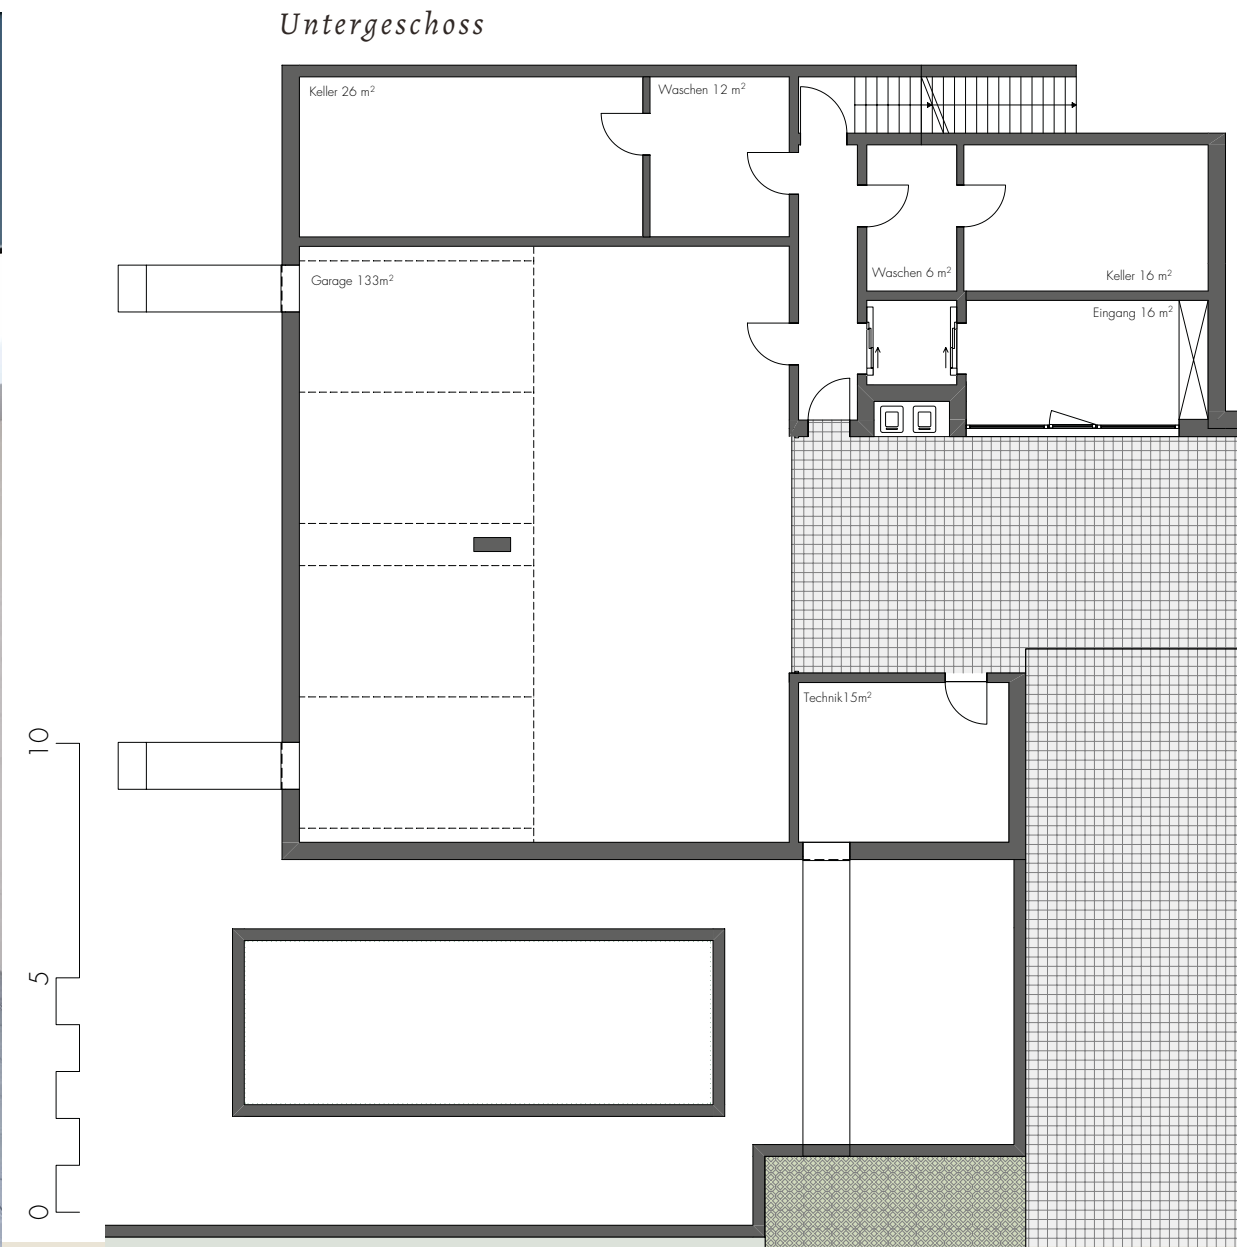 Untergeschoss
Keller 26 m²
Waschen 12 m²
Waschen 6 m²
Keller 16 m²
Garage 133m²
Eingang 16 m²
Technik15m²
10
5
0